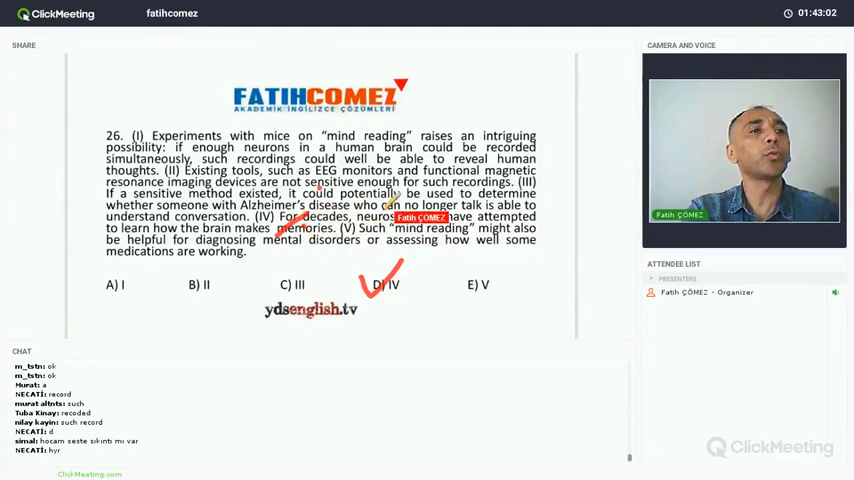 ClickMeeting
fatihcomez
01:43:02
SHARE
FATIHCOMEZ
AKADEMİK İNGİLİZCE ÇÖZÜMLERİ
26. (I) Experiments with mice on “mind reading” raises an intriguing
possibility: if enough neurons in a human brain could be recorded
simultaneously, such recordings could well be able to reveal human
thoughts. (II) Existing tools, such as EEG monitors and functional magnetic
resonance imaging devices are not sensitive enough for such recordings. (III)
If a sensitive method existed, it could potentially be used to determine
whether someone with Alzheimer's disease who can no longer talk is able to
understand conversation. (IV) For decades, neuros Fatih ÇÖMEZ have attempted
to learn how the brain makes memories. (V) Such “mind reading” might also
be helpful for diagnosing mental disorders or assessing how well some
medications are working.
A) I B) II C) III D) IV E) V
ydsenglish.tv
CAMERA AND VOICE
Fatih ÇÖMEZ
ATTENDEE LIST
PRESENTERS
Fatih ÇÖMEZ - Organizer
CHAT
m_tstn: ok
m_tstn: ok
Murat: a
NECATİ: record
murat altnts: such
Tuba Kinay: recoded
nilay kayin: such record
NECATİ: d
simal: hocam seste sıkıntı mı var
NECATİ: hyr
ClickMeeting
ClickMeeting.com